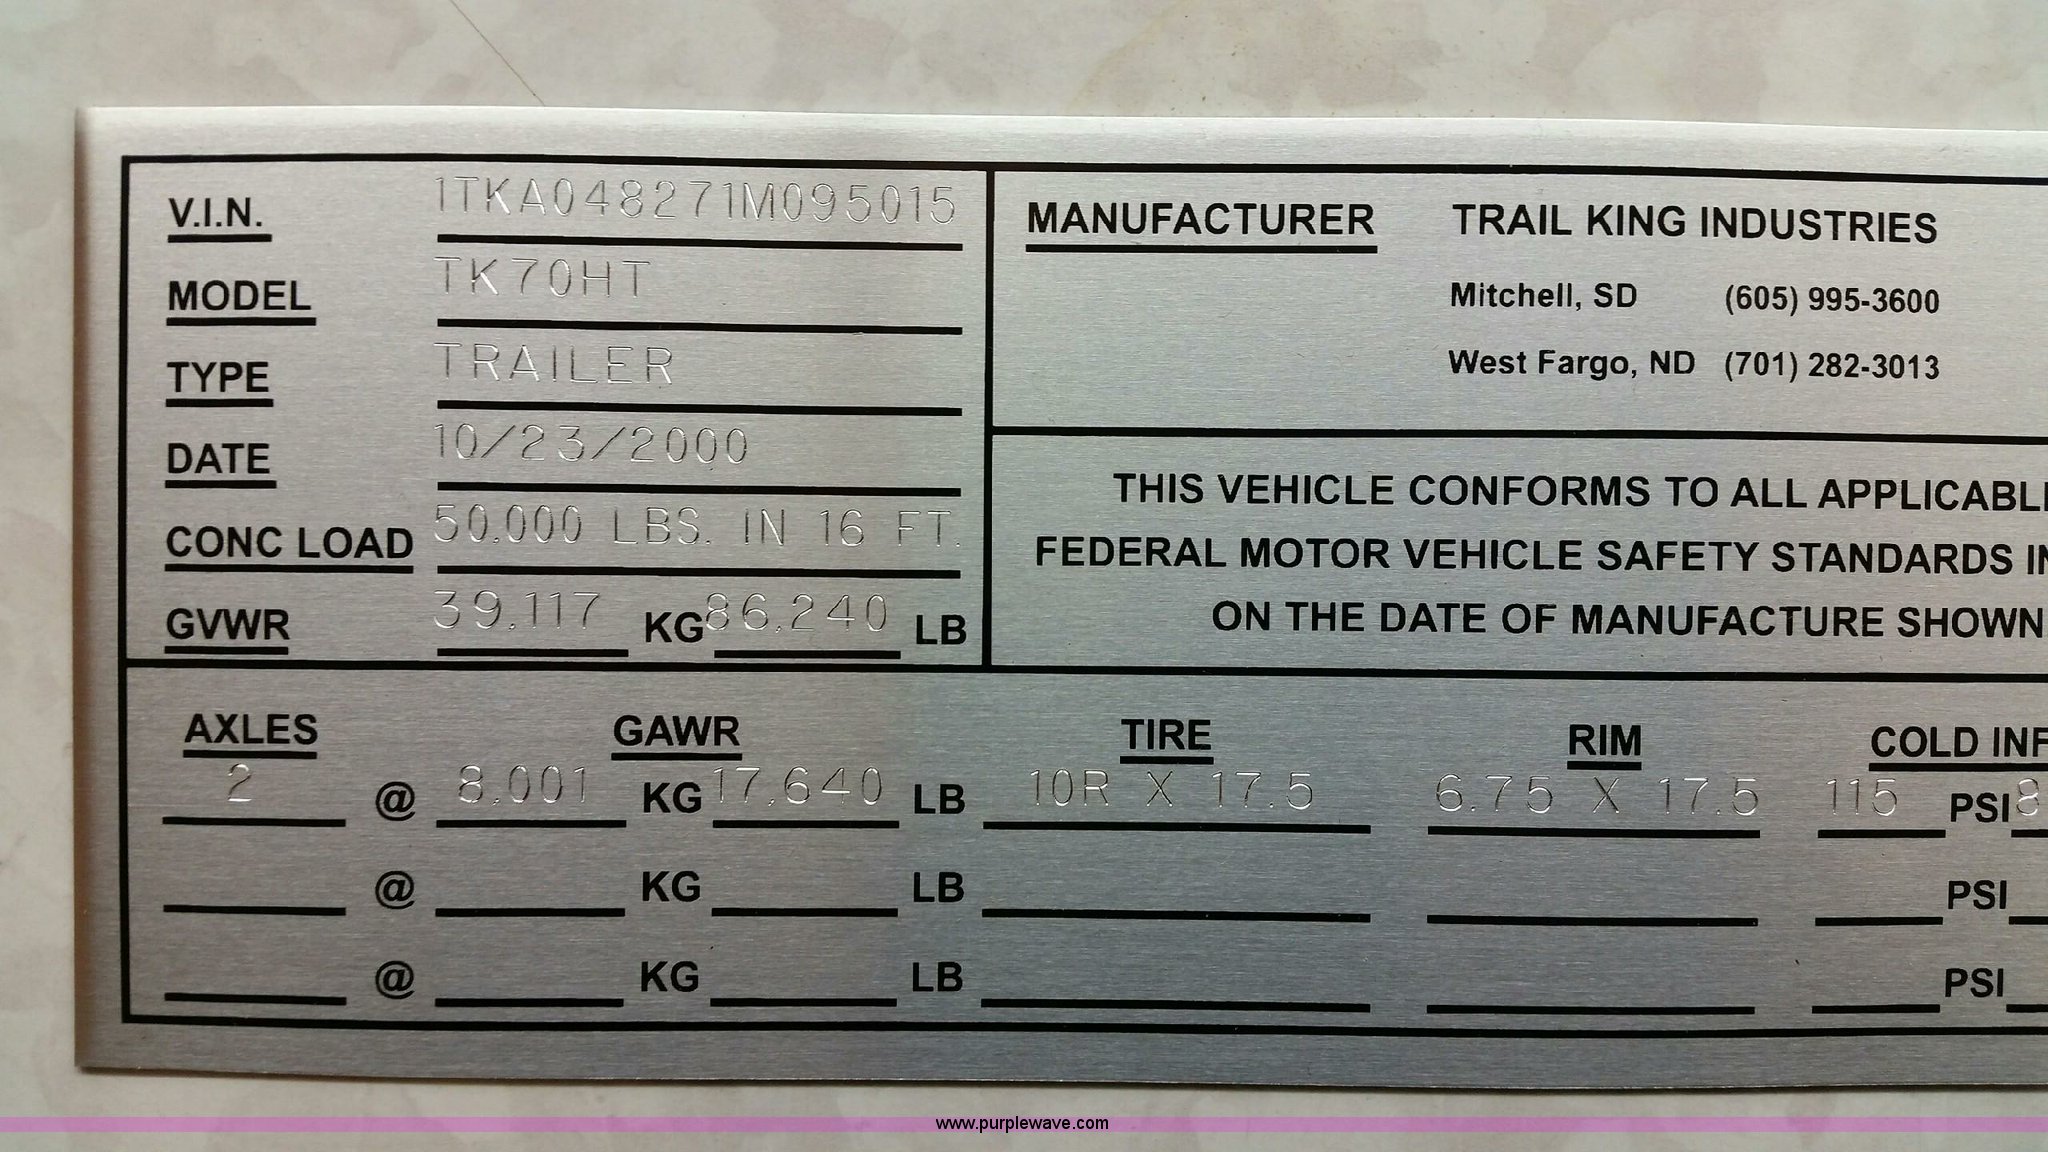 V.I.N. 1TKA048271M095015
MODEL TK70HT
TYPE TRAILER
DATE 10/23/2000
CONC LOAD 50,000 LBS. IN 16 FT.
GVWR 39,117 KG 86,240 LB
MANUFACTURER TRAIL KING INDUSTRIES
Mitchell, SD (605) 995-3600
West Fargo, ND (701) 282-3013
THIS VEHICLE CONFORMS TO ALL APPLICABL
FEDERAL MOTOR VEHICLE SAFETY STANDARDS IN
ON THE DATE OF MANUFACTURE SHOWN
AXLES GAWR TIRE RIM COLD INF
2 @ 8,001 KG 17,640 LB 10R X 17.5 6.75 X 17.5 115 PSI 8
@ KG LB PSI
@ KG LB PSI
www.purplewave.com